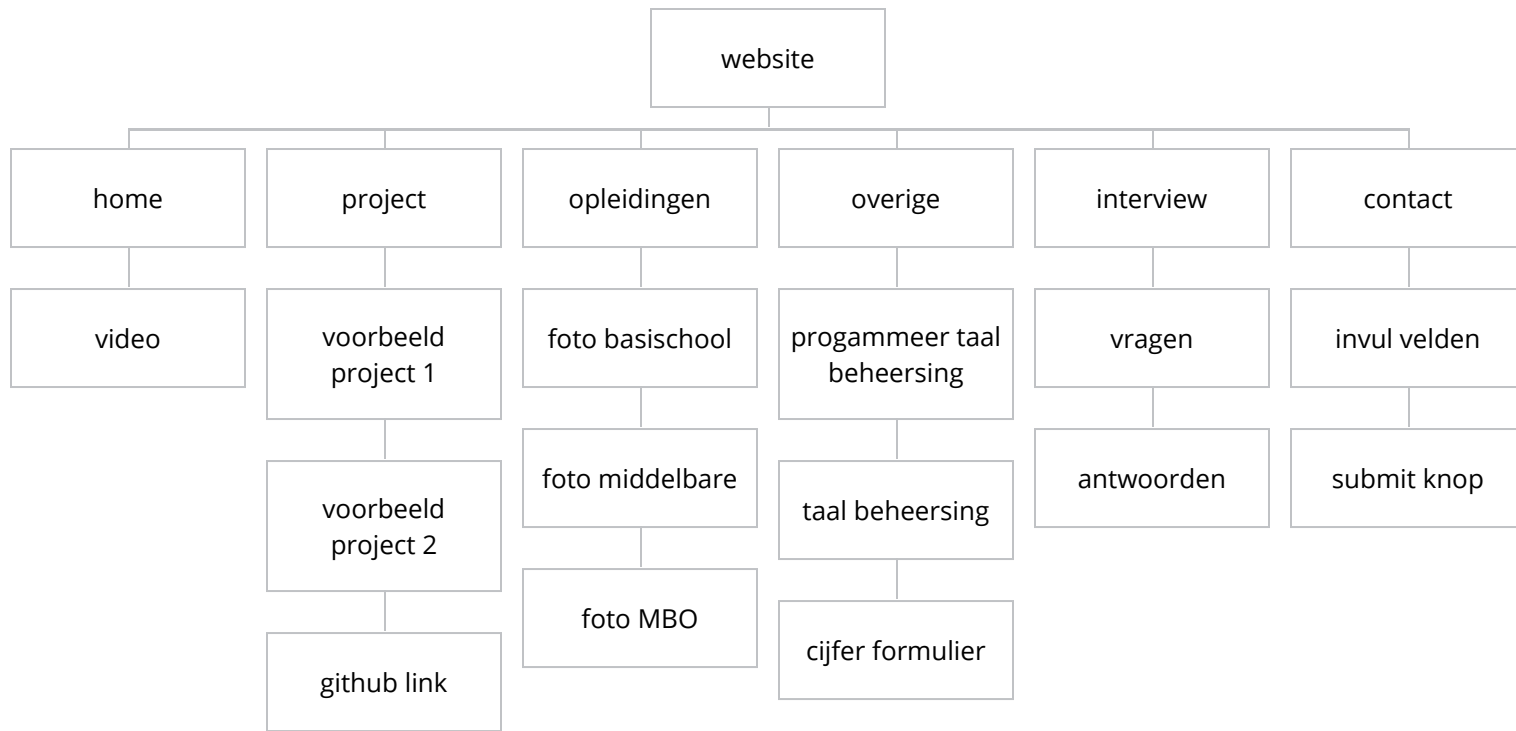 website
home
project
opleidingen
overige
interview
contact
video
voorbeeld
project 1
foto basischool
progammeer taal
beheersing
vragen
invul velden
voorbeeld
project 2
foto middelbare
taal beheersing
antwoorden
submit knop
github link
foto MBO
cijfer formulier